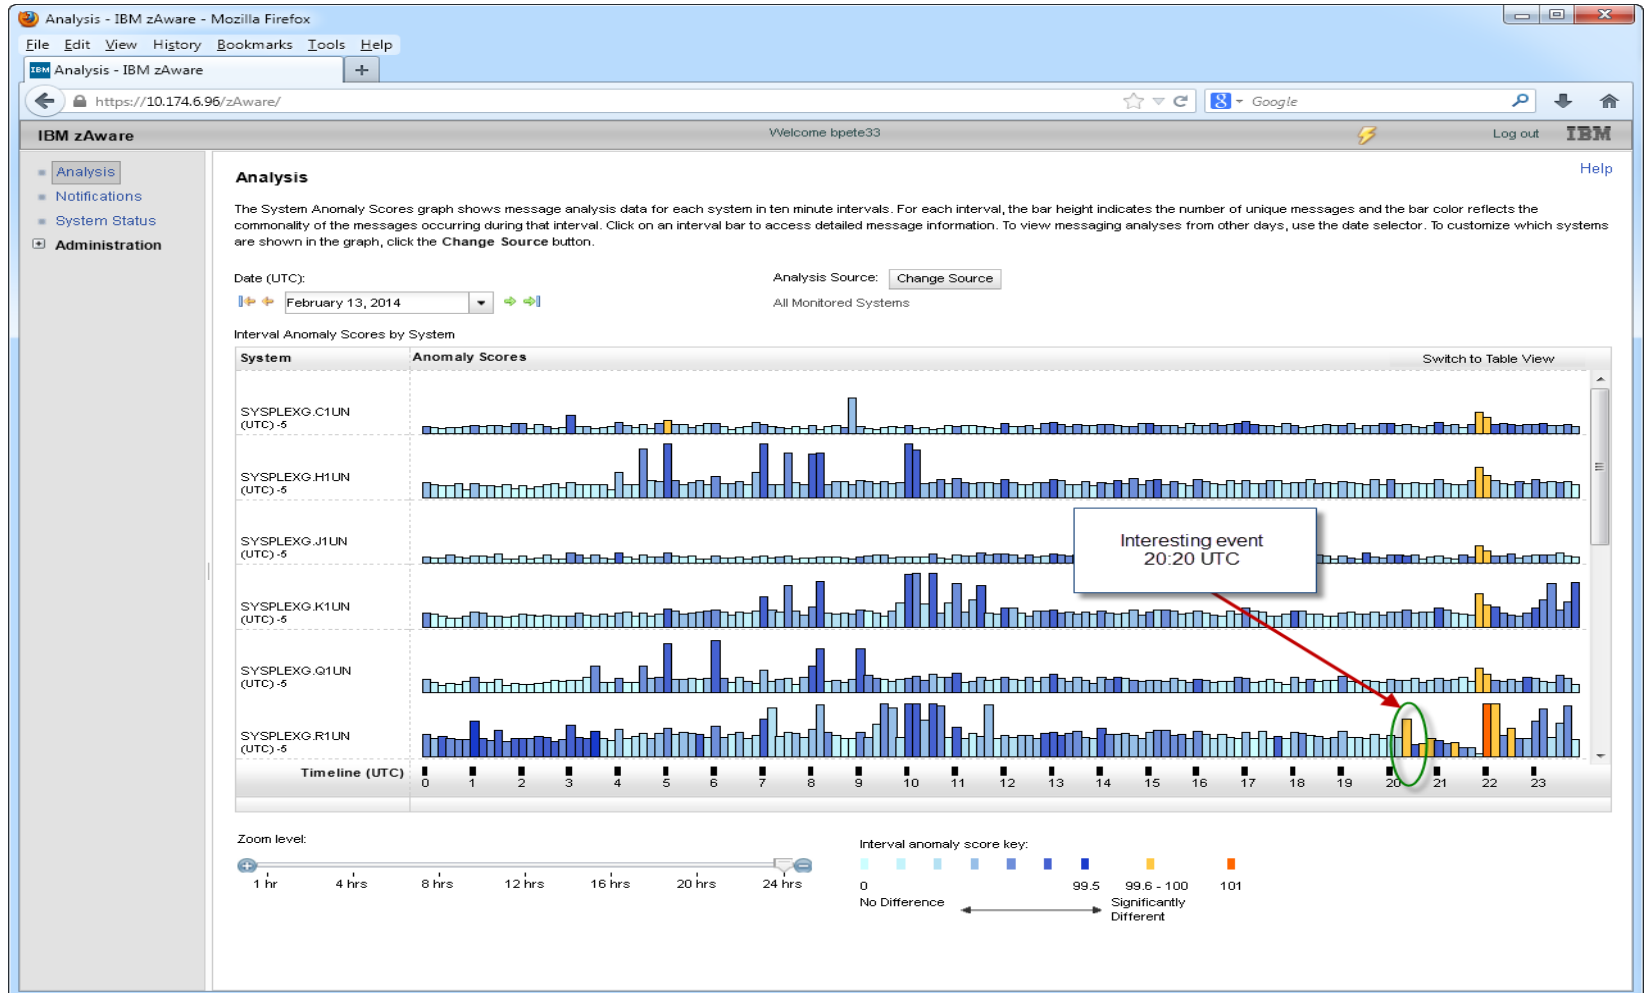 Analysis - IBM zAware - Mozilla Firefox
File Edit View History Bookmarks Tools Help
IBM Analysis - IBM zAware
https://10.174.6.96/zAware/
8 Google
IBM zAware
Welcome bpete33
Log out
IBM
Analysis
Notifications
System Status
Administration
Help
Analysis
The System Anomaly Scores graph shows message analysis data for each system in ten minute intervals. For each interval, the bar height indicates the number of unique messages and the bar color reflects the
commonality of the messages occurring during that interval. Click on an interval bar to access detailed message information. To view messaging analyses from other days, use the date selector. To customize which systems
are shown in the graph, click the Change Source button.
Date (UTC):
February 13, 2014
Analysis Source: Change Source
All Monitored Systems
Interval Anomaly Scores by System
System Anomaly Scores Switch to Table View
SYSPLEXG.C1UN
(UTC) -5
SYSPLEXG.H1UN
(UTC) -5
SYSPLEXG.J1UN
(UTC) -5
Interesting event
20:20 UTC
SYSPLEXG.K1UN
(UTC) -5
SYSPLEXG.Q1UN
(UTC) -5
SYSPLEXG.R1UN
(UTC) -5
Timeline (UTC)
0 1 2 3 4 5 6 7 8 9 10 11 12 13 14 15 16 17 18 19 20 21 22 23
Zoom level:
1 hr 4 hrs 8 hrs 12 hrs 16 hrs 20 hrs 24 hrs
Interval anomaly score key:
0 99.5 99.6 - 100 101
No Difference Significantly
Different